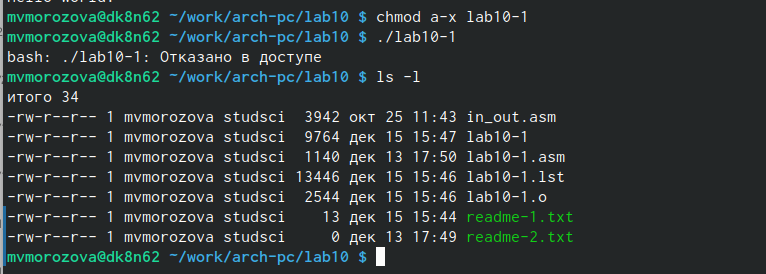 mvmorozova@dk8n62 ~/work/arch-pc/lab10 $ chmod a-x lab10-1
mvmorozova@dk8n62 ~/work/arch-pc/lab10 $ ./lab10-1
bash: ./lab10-1: Отказано в доступе
mvmorozova@dk8n62 ~/work/arch-pc/lab10 $ ls -l
итого 34
-rw-r--r-- 1 mvmorozova studsci  3942 окт 25 11:43 in_out.asm
-rw-r--r-- 1 mvmorozova studsci  9764 дек 15 15:47 lab10-1
-rw-r--r-- 1 mvmorozova studsci  1140 дек 13 17:50 lab10-1.asm
-rw-r--r-- 1 mvmorozova studsci 13446 дек 15 15:46 lab10-1.lst
-rw-r--r-- 1 mvmorozova studsci  2544 дек 15 15:46 lab10-1.o
-rw-r--r-- 1 mvmorozova studsci    13 дек 15 15:44 readme-1.txt
-rw-r--r-- 1 mvmorozova studsci     0 дек 13 17:49 readme-2.txt
mvmorozova@dk8n62 ~/work/arch-pc/lab10 $